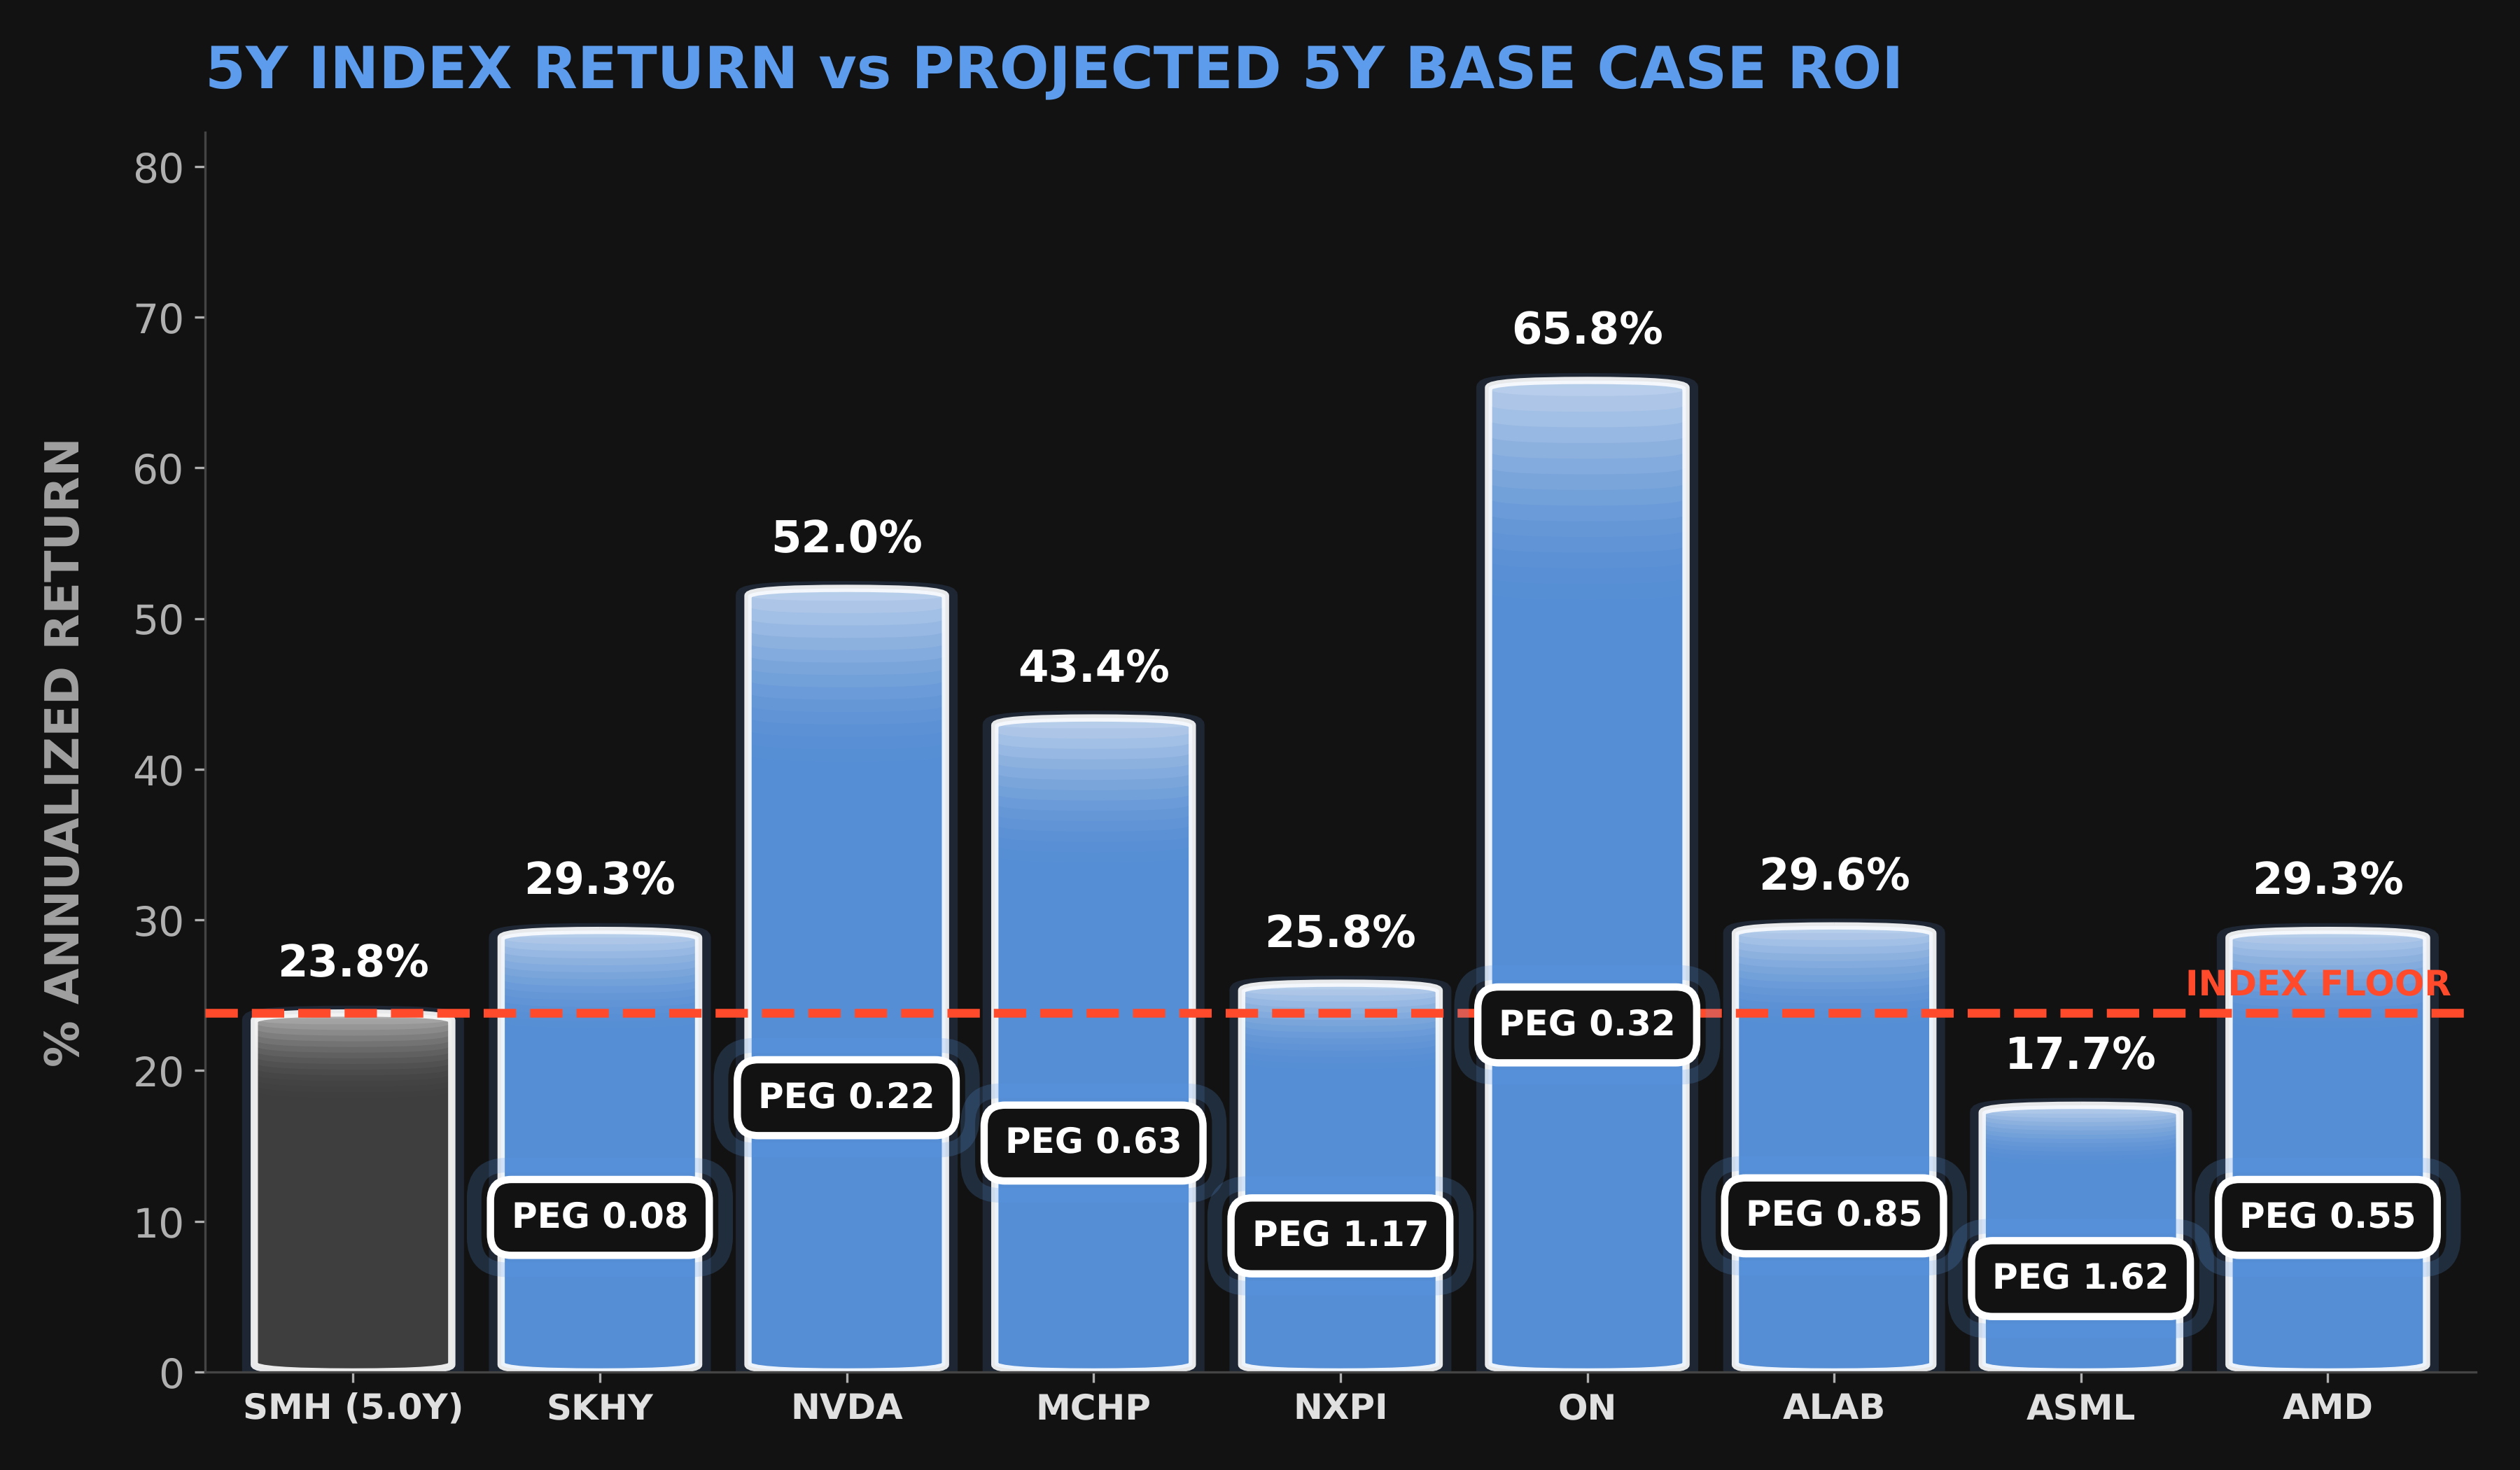 5Y INDEX RETURN vs PROJECTED 5Y BASE CASE ROI
% ANNUALIZED RETURN
80
70
60
50
40
30
20
10
0
23.8%
29.3%
52.0%
43.4%
25.8%
65.8%
29.6%
17.7%
29.3%
INDEX FLOOR
PEG 0.08
PEG 0.22
PEG 0.63
PEG 1.17
PEG 0.32
PEG 0.85
PEG 1.62
PEG 0.55
SMH (5.0Y)
SKHY
NVDA
MCHP
NXPI
ON
ALAB
ASML
AMD